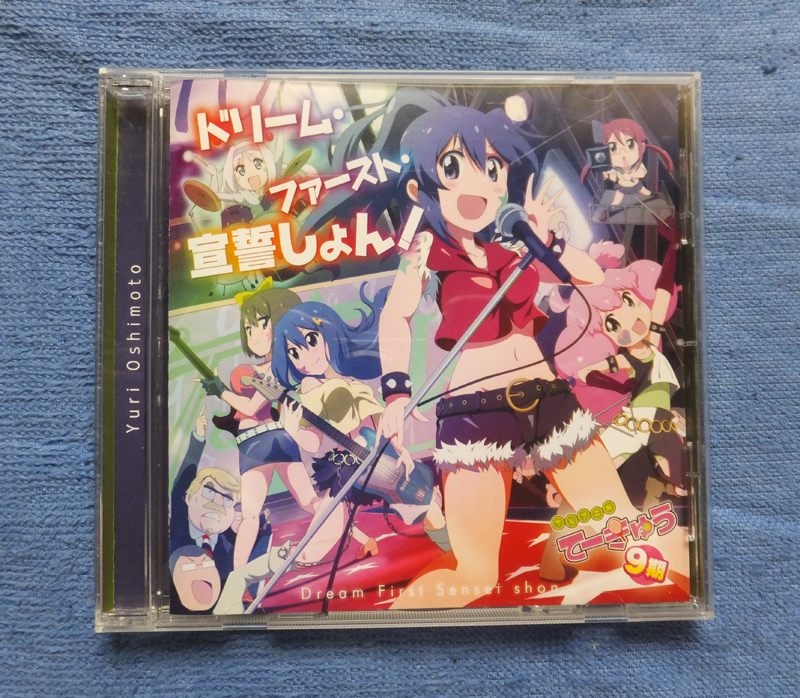 ドリーム・
ファースト・
宣誓しょん!
Yuri Oshimoto
てーきゅう
9期
Dream First Sensei shon